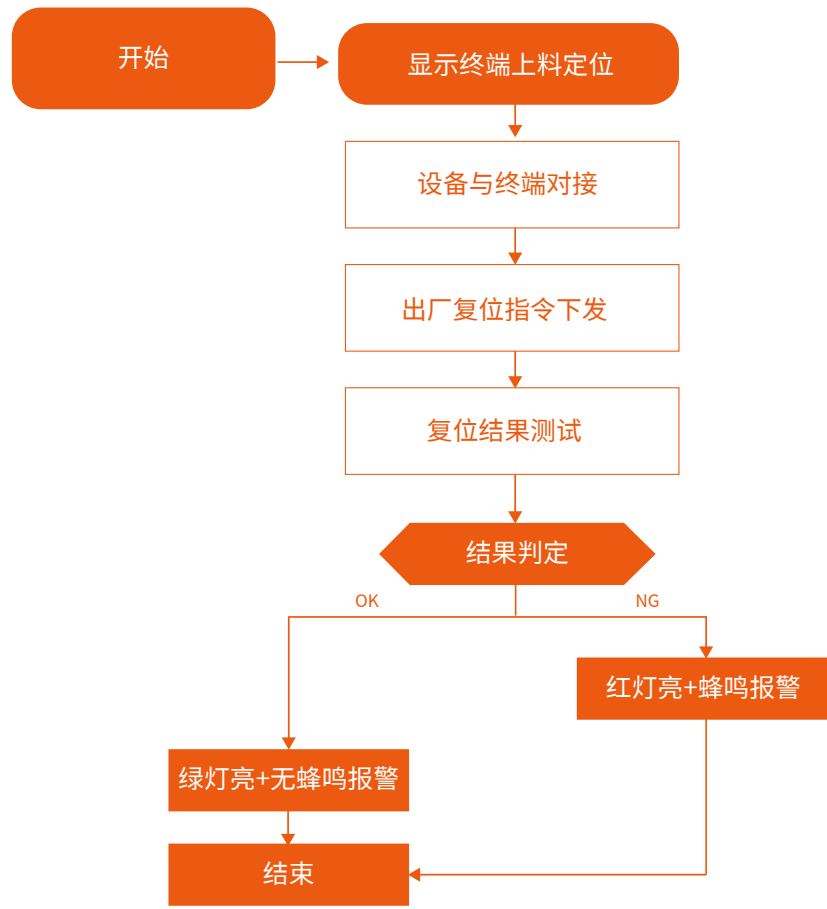 开始
显示终端上料定位
设备与终端对接
出厂复位指令下发
复位结果测试
结果判定
OK
NG
红灯亮+蜂鸣报警
绿灯亮+无蜂鸣报警
结束